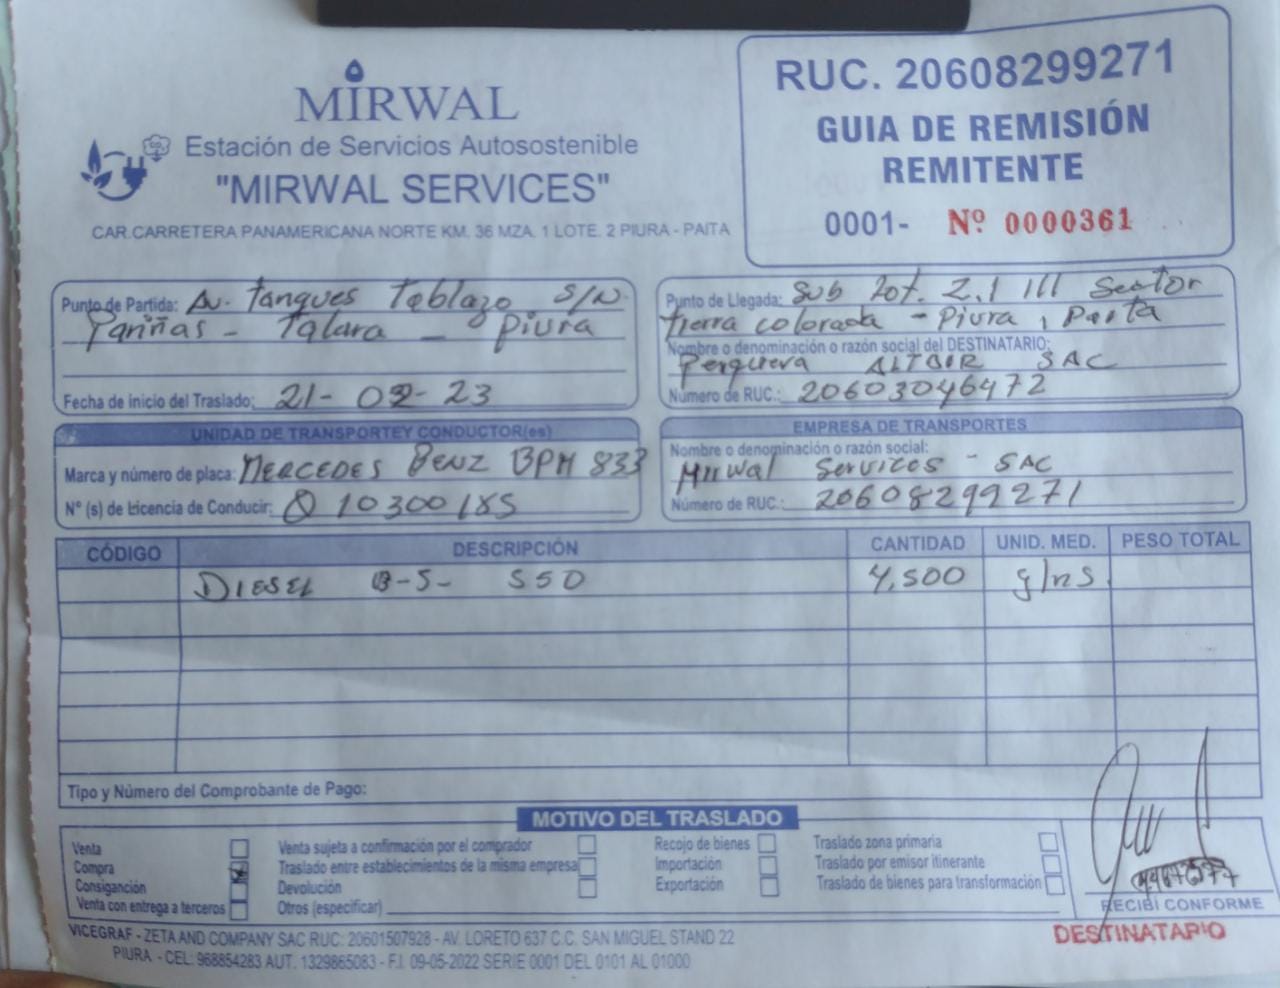 MIRWAL
Estación de Servicios Autosostenible
"MIRWAL SERVICES"
CAR.CARRETERA PANAMERICANA NORTE KM. 36 MZA. 1 LOTE. 2 PIURA - PAITA
RUC. 20608299271
GUIA DE REMISIÓN
REMITENTE
0001- Nº 0000361
Punto de Partida: Av. Tanques Tablazo S/N
Pariñas - Talara - Piura
Fecha de inicio del Traslado: 21-02-23
Punto de Llegada: Sub Lot. 2.1 III Sector
Tierra colorada - Piura, Paita
Nombre o denominación o razón social del DESTINATARIO:
Pesquera ALTAIR SAC
Número de RUC.: 20603046472
UNIDAD DE TRANSPORTEY CONDUCTOR(es)
Marca y número de placa: MERCEDES BENZ BPM 833
Nº (s) de Licencia de Conducir: Q 10300185
EMPRESA DE TRANSPORTES
Nombre o denominación o razón social:
Mirwal Services - SAC
Número de RUC.: 20608299271
CÓDIGO DESCRIPCIÓN CANTIDAD UNID. MED. PESO TOTAL
DIESEL B-5- S50 4,500 glns
Tipo y Número del Comprobante de Pago:
MOTIVO DEL TRASLADO
Venta
Compra
Consiganción
Venta con entrega a terceros
Venta sujeta a confirmación por el comprador
Traslado entre establecimientos de la misma empresa
Devolución
Otros (especificar)
Recojo de bienes
Importación
Exportación
Traslado zona primaria
Traslado por emisor itinerante
Traslado de bienes para transformación
RECIBÍ CONFORME
DESTINATARIO
VICEGRAF - ZETA AND COMPANY SAC RUC: 20601507928 - AV. LORETO 637 C.C. SAN MIGUEL STAND 22
PIURA - CEL: 968854283 AUT. 1329865083 - F.I. 09-05-2022 SERIE 0001 DEL 0101 AL 01000